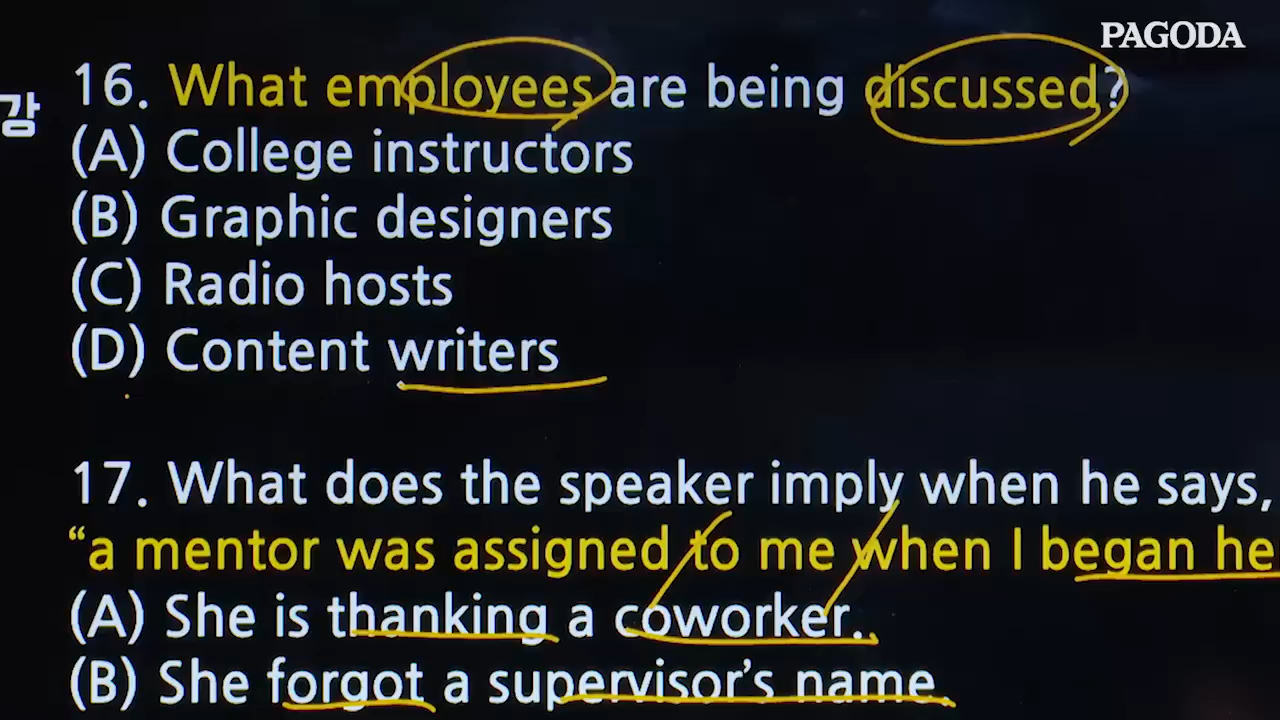 PAGODA
강
16. What employees are being discussed?
(A) College instructors
(B) Graphic designers
(C) Radio hosts
(D) Content writers
17. What does the speaker imply when he says,
“a mentor was assigned to me when I began he
(A) She is thanking a coworker.
(B) She forgot a supervisor’s name.